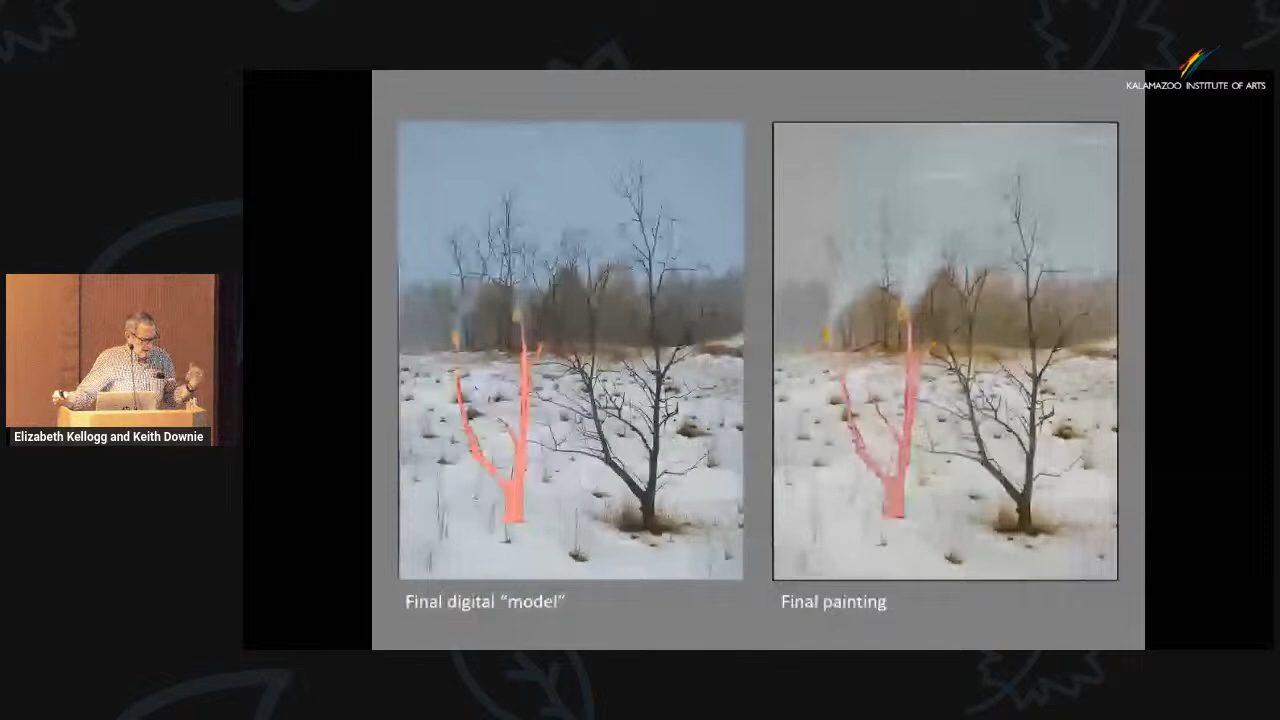 KALAMAZOO INSTITUTE OF ARTS
Elizabeth Kellogg and Keith Downie
Final digital “model”
Final painting